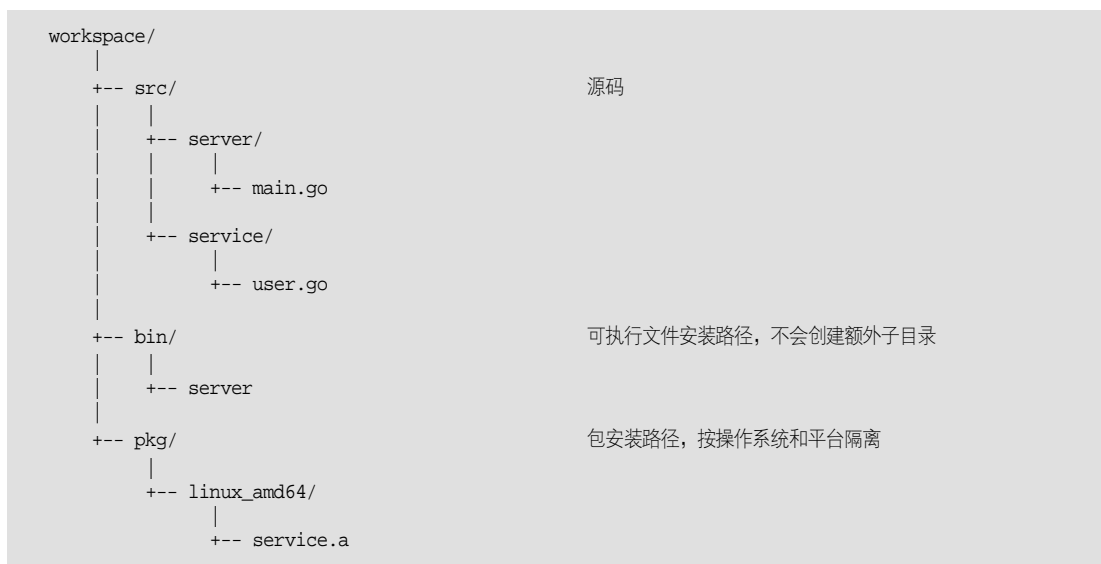 workspace/
|
+-- src/ 源码
| |
| +-- server/
| | |
| | +-- main.go
| |
| +-- service/
| |
| +-- user.go
|
+-- bin/ 可执行文件安装路径，不会创建额外子目录
| |
| +-- server
|
+-- pkg/ 包安装路径，按操作系统和平台隔离
|
+-- linux_amd64/
|
+-- service.a